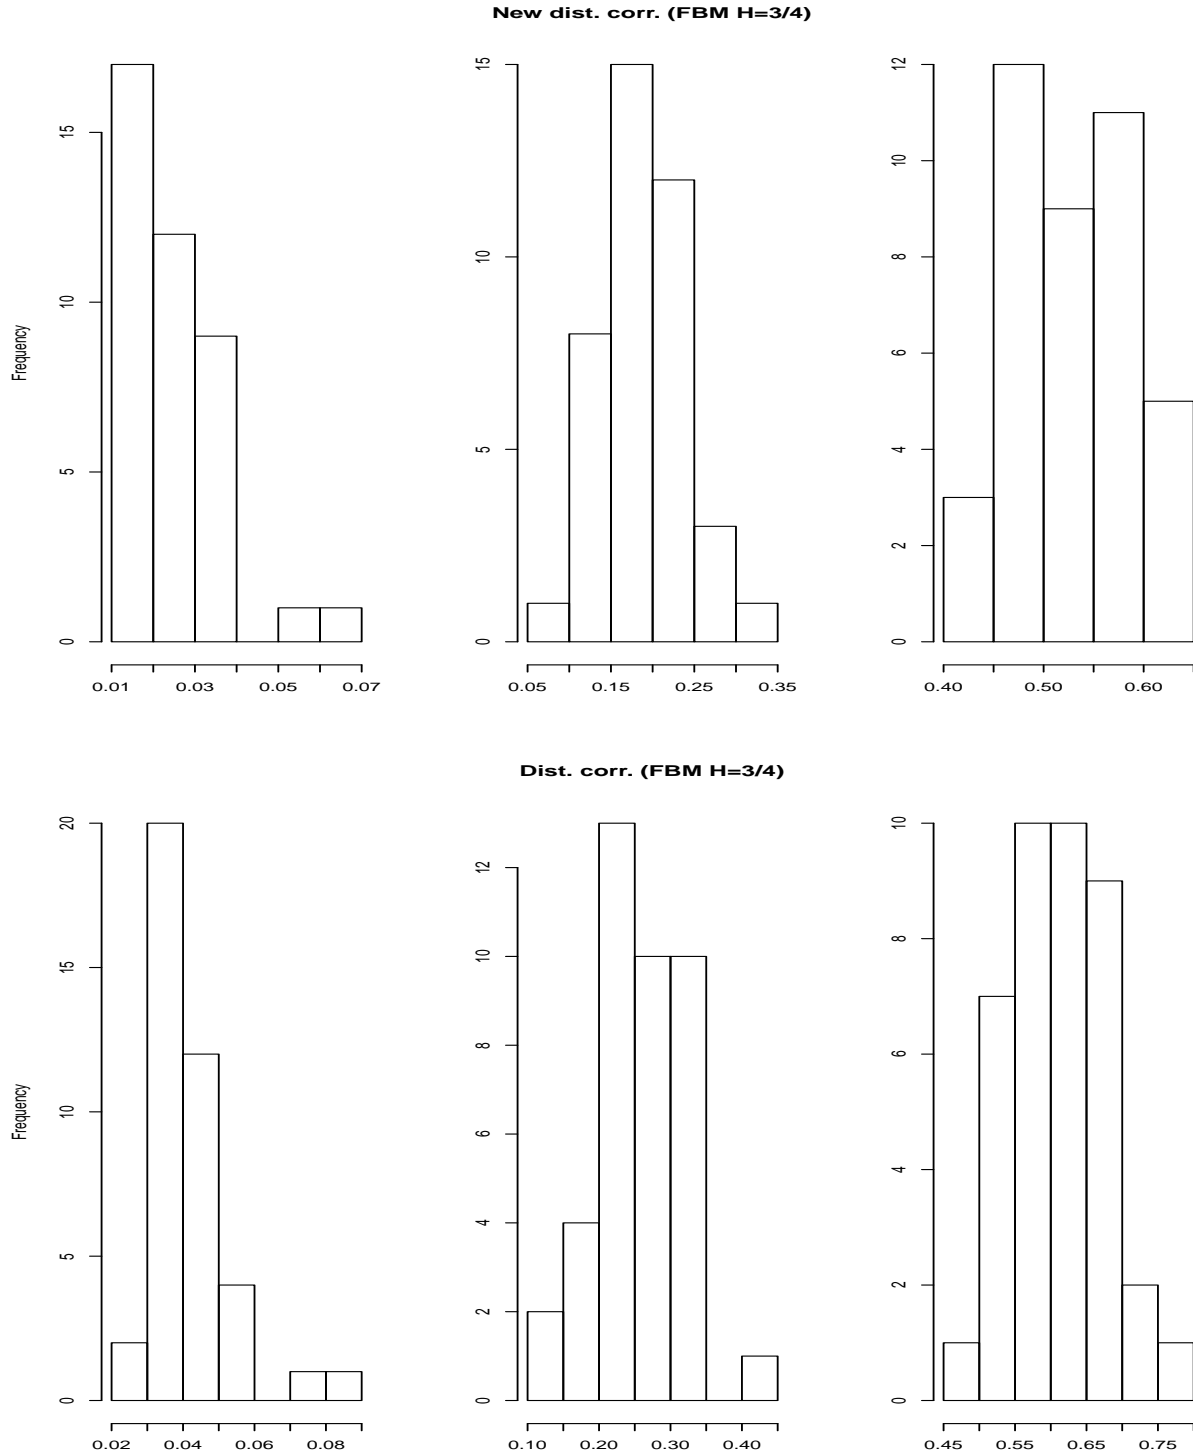 New dist. corr. (FBM H=3/4)
Frequency
0 5 10 15
0.01 0.03 0.05 0.07
0 5 10 15
0.05 0.15 0.25 0.35
0 2 4 6 8 10 12
0.40 0.50 0.60
Dist. corr. (FBM H=3/4)
Frequency
0 5 10 15 20
0.02 0.04 0.06 0.08
0 2 4 6 8 10 12
0.10 0.20 0.30 0.40
0 2 4 6 8 10
0.45 0.55 0.65 0.75